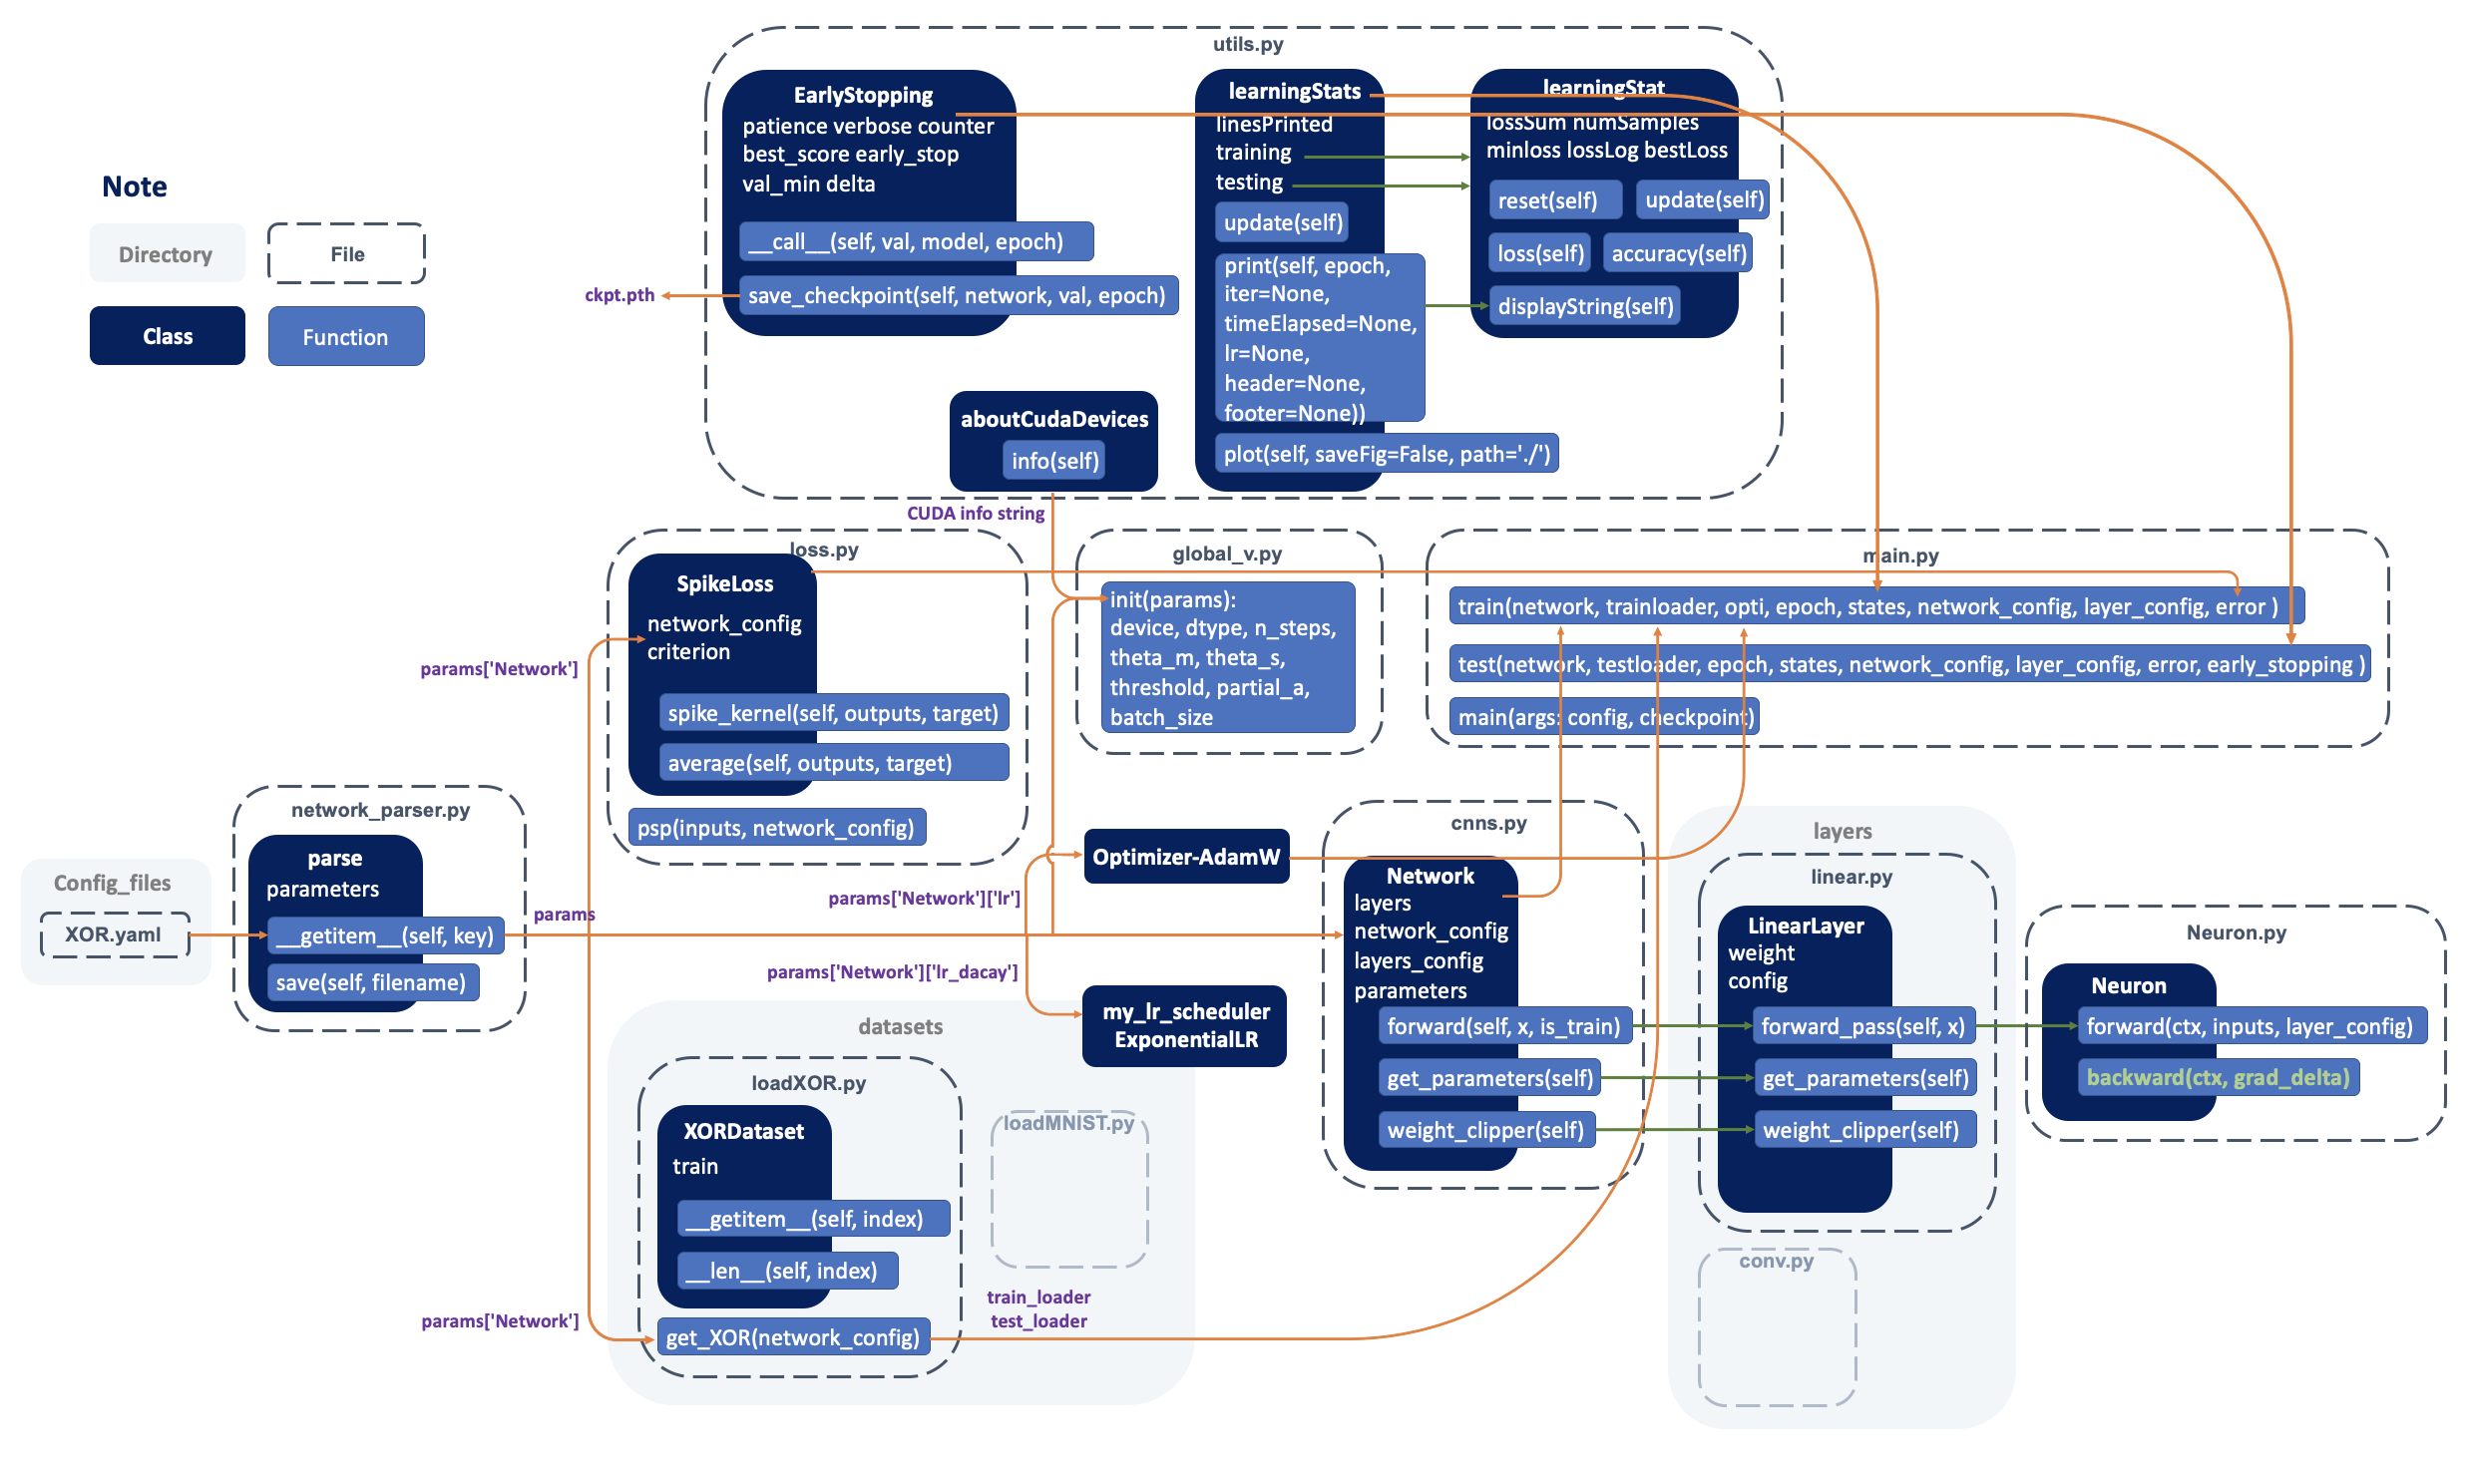 utils.py
EarlyStopping
patience verbose counter
best_score early_stop
val_min delta
__call__(self, val, model, epoch)
save_checkpoint(self, network, val, epoch)
ckpt.pth
learningStats
linesPrinted
training
testing
update(self)
print(self, epoch,
iter=None,
timeElapsed=None,
lr=None,
header=None,
footer=None))
plot(self, saveFig=False, path='./')
learningStat
lossSum numSamples
minloss lossLog bestLoss
reset(self)
update(self)
loss(self)
accuracy(self)
displayString(self)
aboutCudaDevices
info(self)
CUDA info string
Note
Directory
File
Class
Function
loss.py
SpikeLoss
network_config
criterion
spike_kernel(self, outputs, target)
average(self, outputs, target)
psp(inputs, network_config)
params['Network']
global_v.py
init(params):
device, dtype, n_steps,
theta_m, theta_s,
threshold, partial_a,
batch_size
main.py
train(network, trainloader, opti, epoch, states, network_config, layer_config, error )
test(network, testloader, epoch, states, network_config, layer_config, error, early_stopping )
main(args: config, checkpoint)
Config_files
XOR.yaml
network_parser.py
parse
parameters
__getitem__(self, key)
save(self, filename)
params
Optimizer-AdamW
params['Network']['lr']
params['Network']['lr_dacay']
my_lr_scheduler
ExponentialLR
cnns.py
Network
layers
network_config
layers_config
parameters
forward(self, x, is_train)
get_parameters(self)
weight_clipper(self)
layers
linear.py
LinearLayer
weight
config
forward_pass(self, x)
get_parameters(self)
weight_clipper(self)
conv.py
Neuron.py
Neuron
forward(ctx, inputs, layer_config)
backward(ctx, grad_delta)
datasets
loadXOR.py
XORDataset
train
__getitem__(self, index)
__len__(self, index)
get_XOR(network_config)
params['Network']
loadMNIST.py
train_loader
test_loader